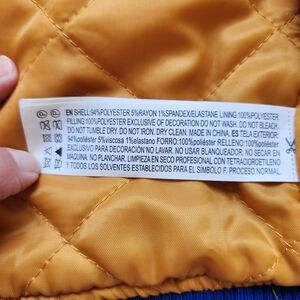 EN SHELL:94%POLYESTER 5%RAYON 1%SPANDEX/ELASTANE LINING:100%POLYESTER
FILLING:100%POLYESTER EXCLUSIVE OF DECORATION DO NOT WASH. DO NOT BLEACH.
DO NOT TUMBLE DRY. DO NOT IRON. DRY CLEAN. MADE IN CHINA. ES TELA EXTERIOR:
94%poliéster 5%viscosa 1%elastano FORRO:100%poliéster RELLENO:100%poliéster
EXCLUSIVO PARA DECORACIÓN NO LAVAR. NO USAR BLANQUEADOR. NO SECAR EN
MAQUINA. NO PLANCHAR. LIMPIEZA EN SECO PROFESIONAL CON TETRACLOROETILENO
Y TODOS LOS SOLVENTES ESTABLECIDOS PARA EL SIMBOLO F. PROCESO NORMAL.